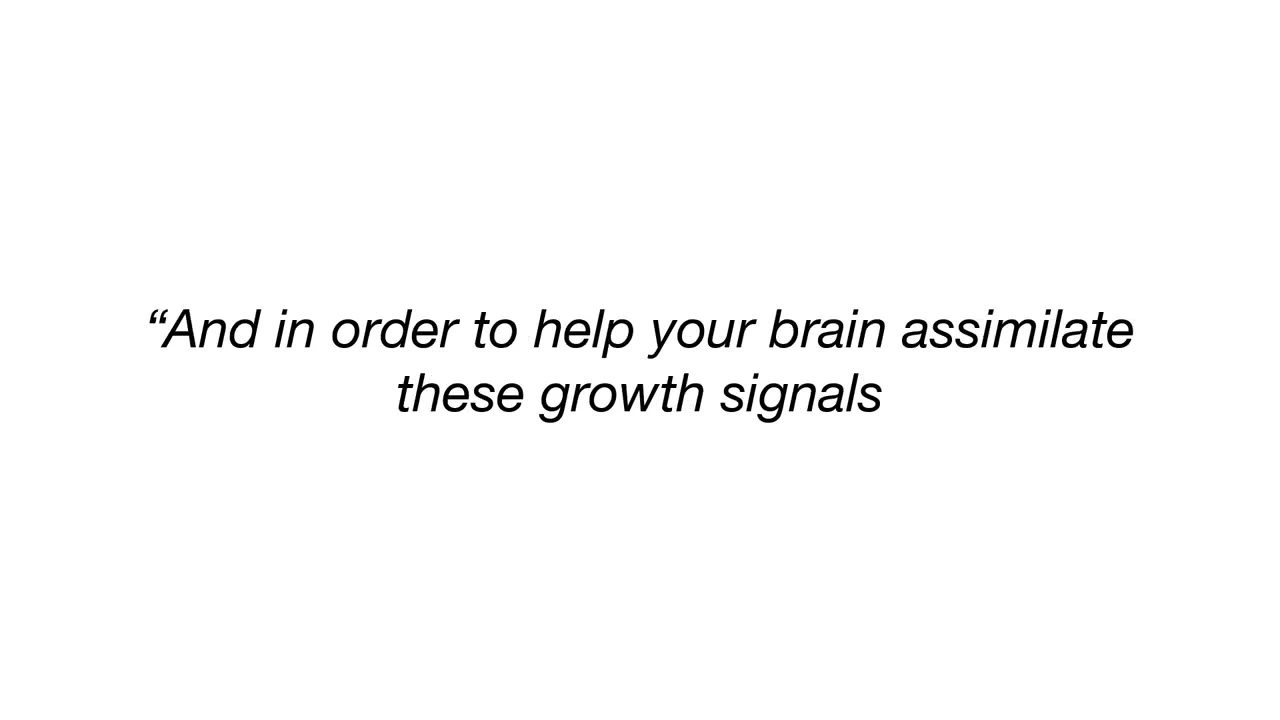 “And in order to help your brain assimilate
these growth signals